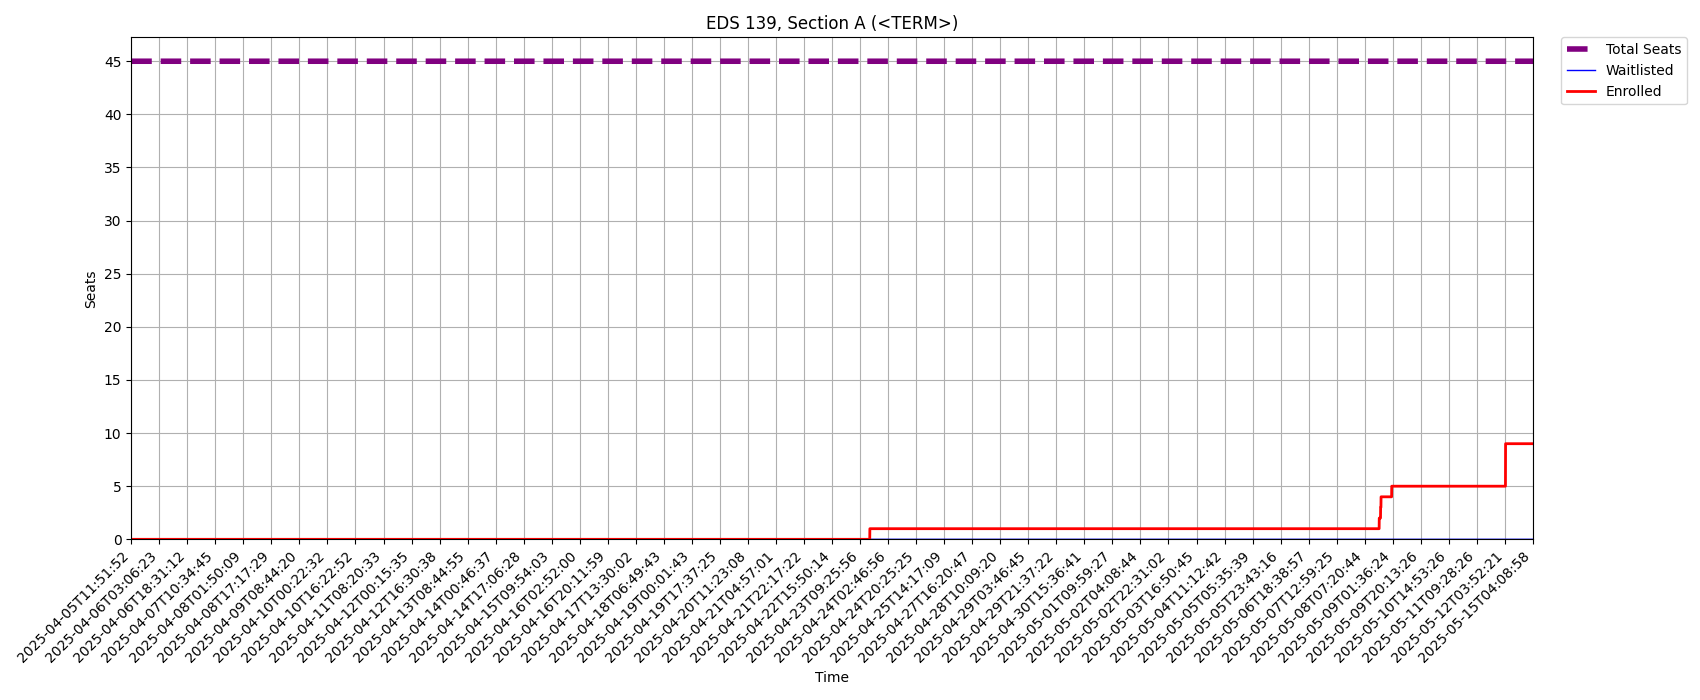 EDS 139, Section A (<TERM>)
Total Seats
Waitlisted
Enrolled
45
40
35
30
25
20
15
10
5
0
Seats
2025-04-05T11:51:52
2025-04-06T03:06:23
2025-04-06T18:31:12
2025-04-07T10:34:45
2025-04-08T01:50:09
2025-04-08T17:17:29
2025-04-09T08:44:20
2025-04-10T00:22:32
2025-04-10T16:22:52
2025-04-11T08:20:33
2025-04-12T00:15:35
2025-04-12T16:30:38
2025-04-13T08:44:55
2025-04-14T00:46:37
2025-04-14T17:06:28
2025-04-15T09:54:03
2025-04-16T02:52:00
2025-04-16T20:11:59
2025-04-17T13:30:02
2025-04-18T06:49:43
2025-04-19T00:01:43
2025-04-19T17:37:25
2025-04-20T11:23:08
2025-04-21T04:57:01
2025-04-21T22:17:22
2025-04-22T15:50:14
2025-04-23T09:25:56
2025-04-24T02:46:56
2025-04-24T20:25:25
2025-04-25T14:17:09
2025-04-27T16:20:47
2025-04-28T10:09:20
2025-04-29T03:46:45
2025-04-29T21:37:22
2025-04-30T15:36:41
2025-05-01T09:59:27
2025-05-02T04:08:44
2025-05-02T22:31:02
2025-05-03T16:50:45
2025-05-04T11:12:42
2025-05-05T05:35:39
2025-05-05T23:43:16
2025-05-06T18:38:57
2025-05-07T12:59:25
2025-05-08T07:20:44
2025-05-09T01:36:24
2025-05-09T20:13:26
2025-05-10T14:53:26
2025-05-11T09:28:26
2025-05-12T03:52:21
2025-05-15T04:08:58
Time